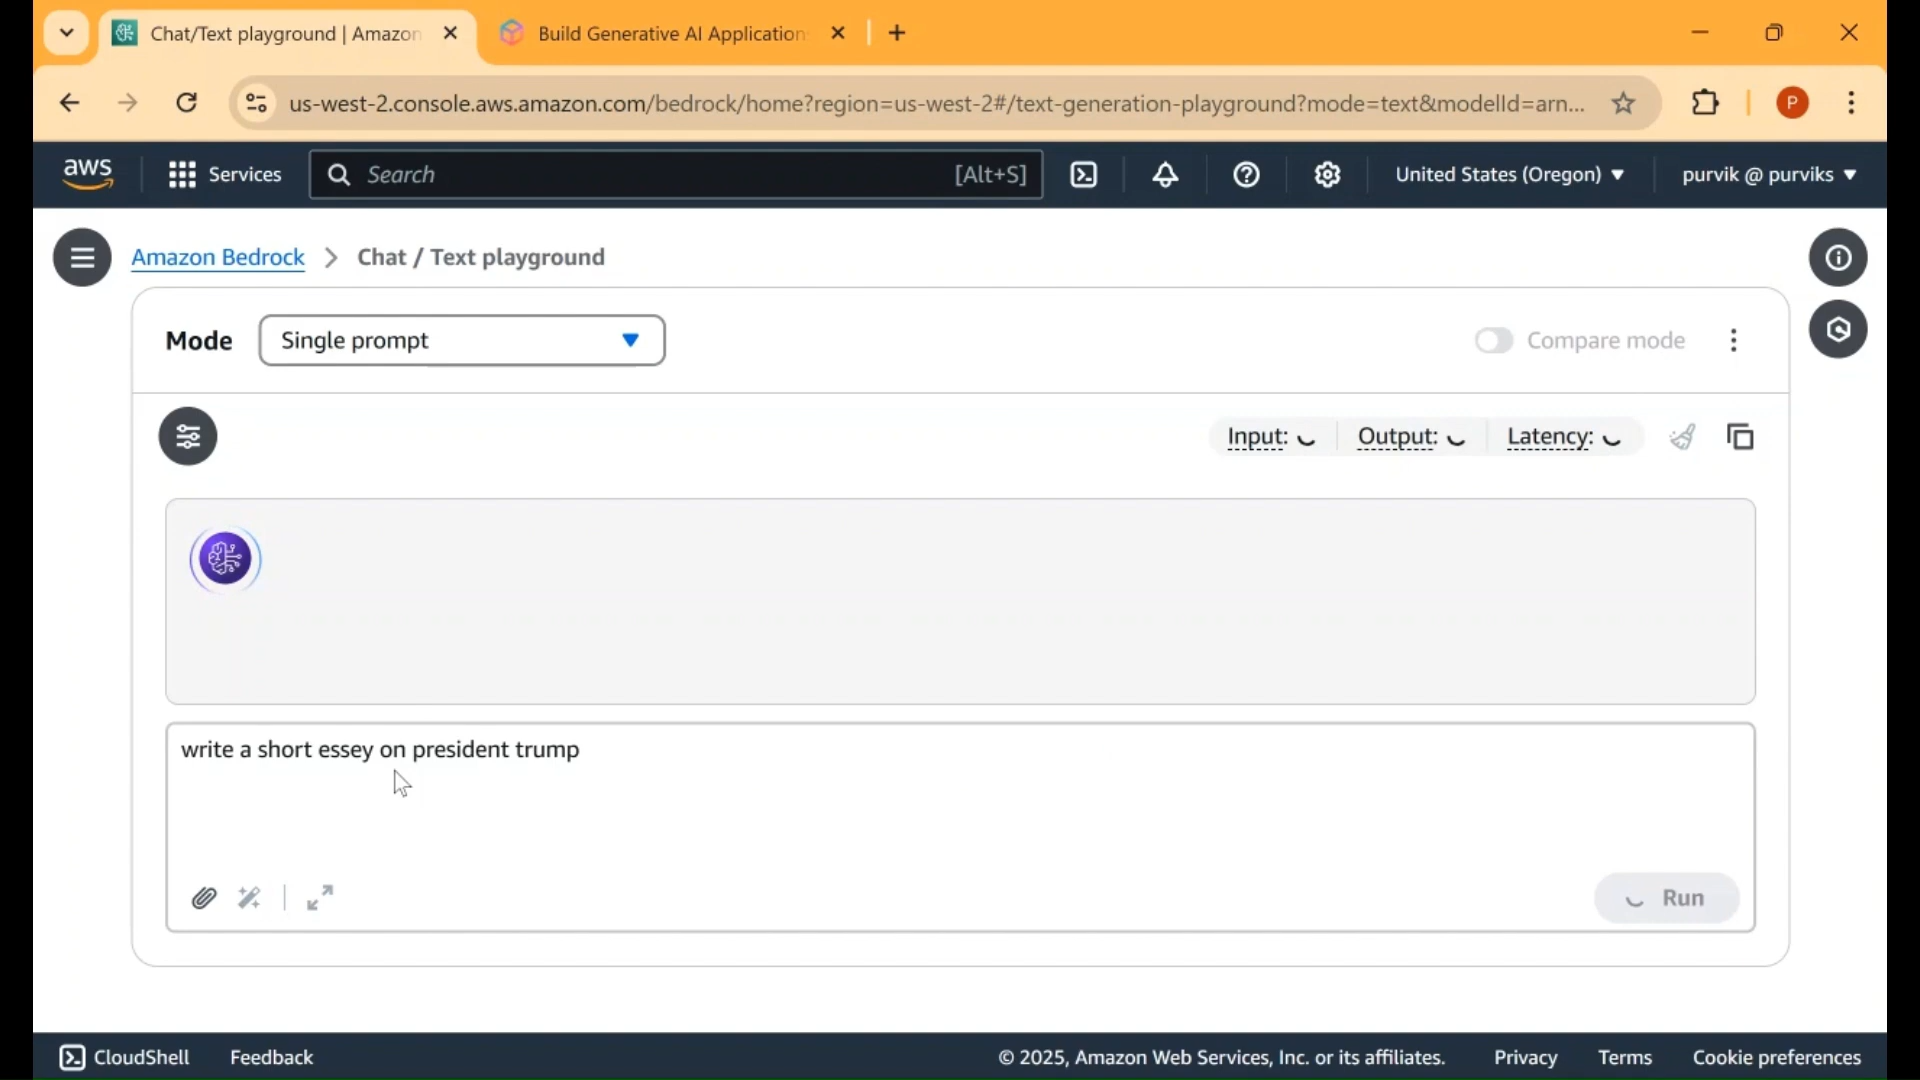 Chat/Text playground | Amazon
Build Generative AI Application
us-west-2.console.aws.amazon.com/bedrock/home?region=us-west-2#/text-generation-playground?mode=text&modelId=arn...
P
aws
Services
Search
[Alt+S]
United States (Oregon)
purvik @ purviks
Amazon Bedrock
Chat / Text playground
Mode
Single prompt
Compare mode
Input:
Output:
Latency:
write a short essey on president trump
Run
CloudShell
Feedback
© 2025, Amazon Web Services, Inc. or its affiliates.
Privacy
Terms
Cookie preferences